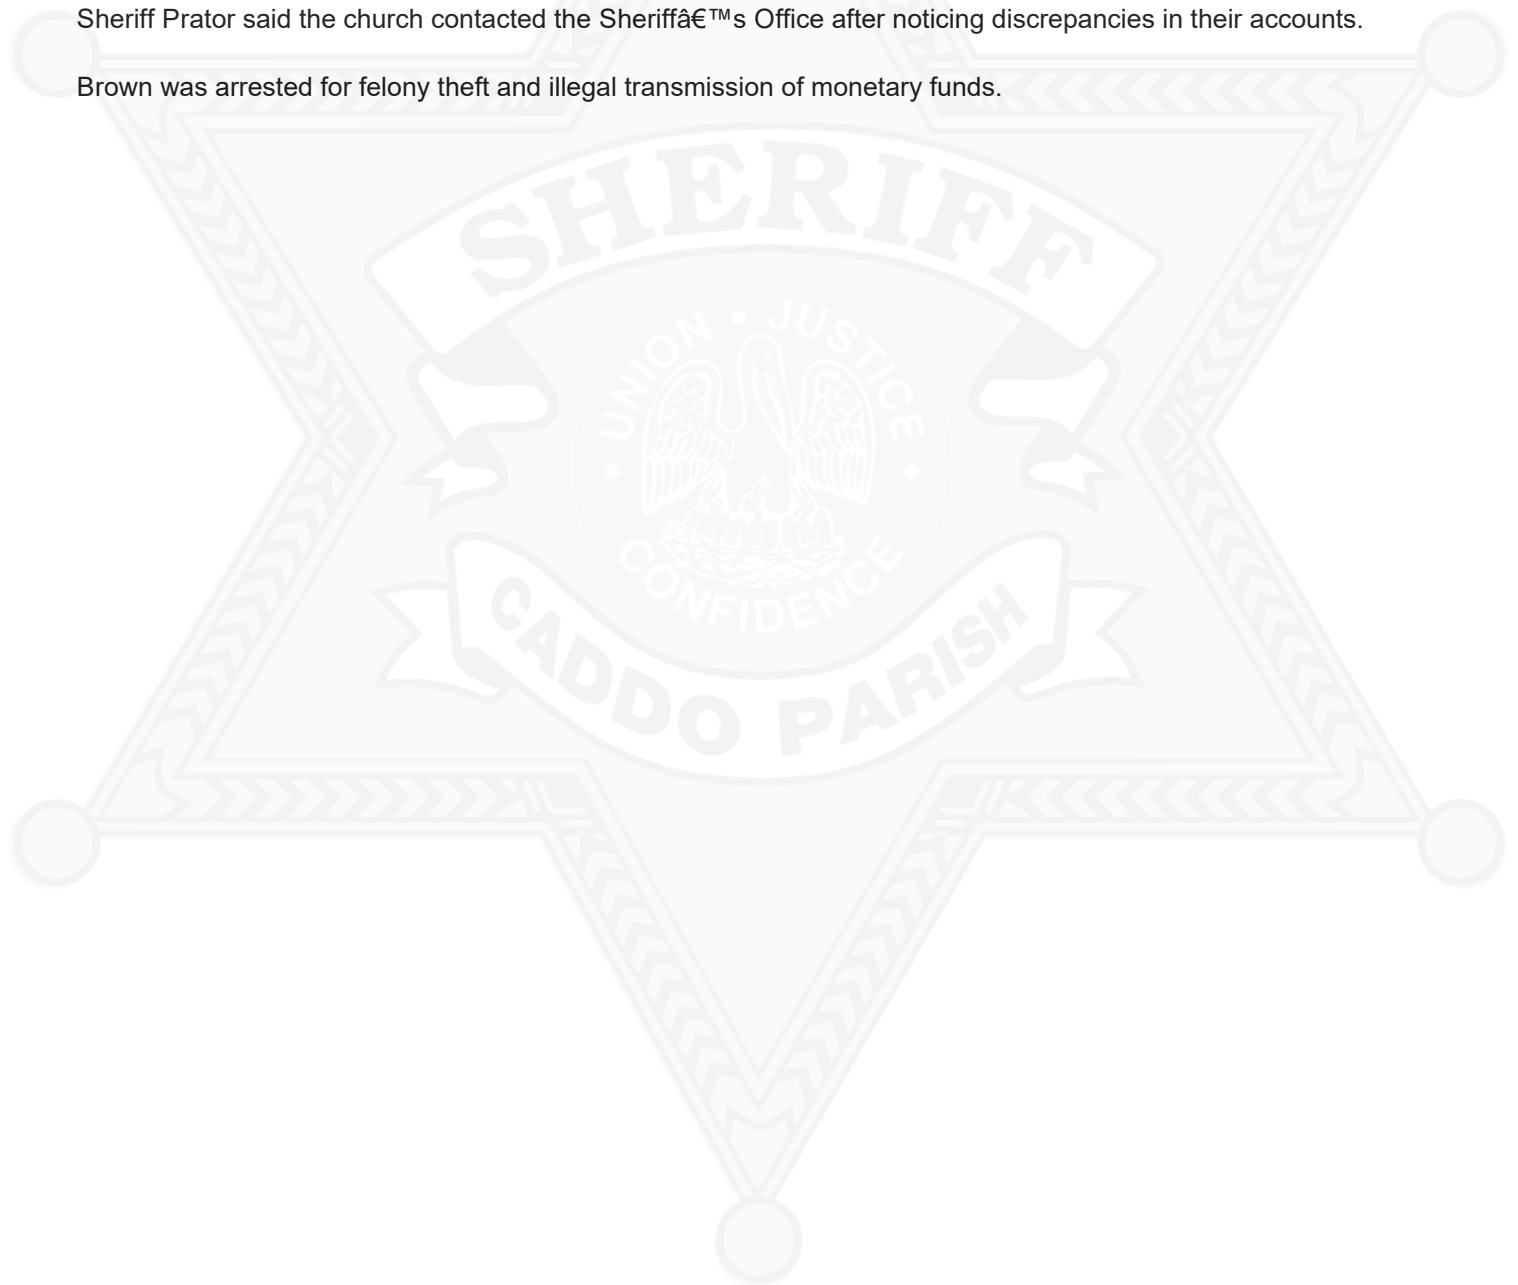 Sheriff Prator said the church contacted the Sheriffâ€™s Office after noticing discrepancies in their accounts.
Brown was arrested for felony theft and illegal transmission of monetary funds.
SHERIFF
UNION • JUSTICE
• CONFIDENCE •
CADDO PARISH